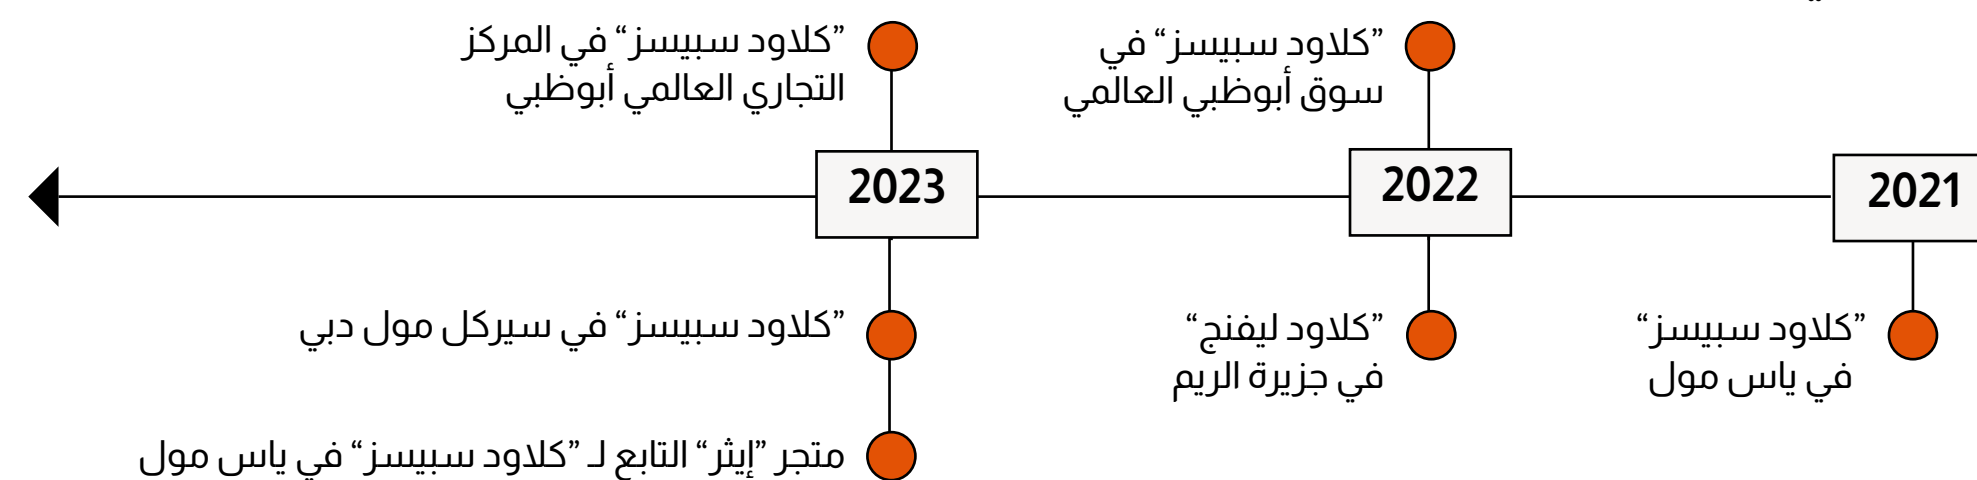 2021
”كلاود سبيسز“
في ياس مول
”كلاود سبيسز“ في
سوق أبوظبي العالمي
2022
”كلاود ليفنج“
في جزيرة الريم
”كلاود سبيسز“ في المركز
التجاري العالمي أبوظبي
2023
”كلاود سبيسز“ في سيركل مول دبي
متجر ”إيثر“ التابع لـ ”كلاود سبيسز“ في ياس مول